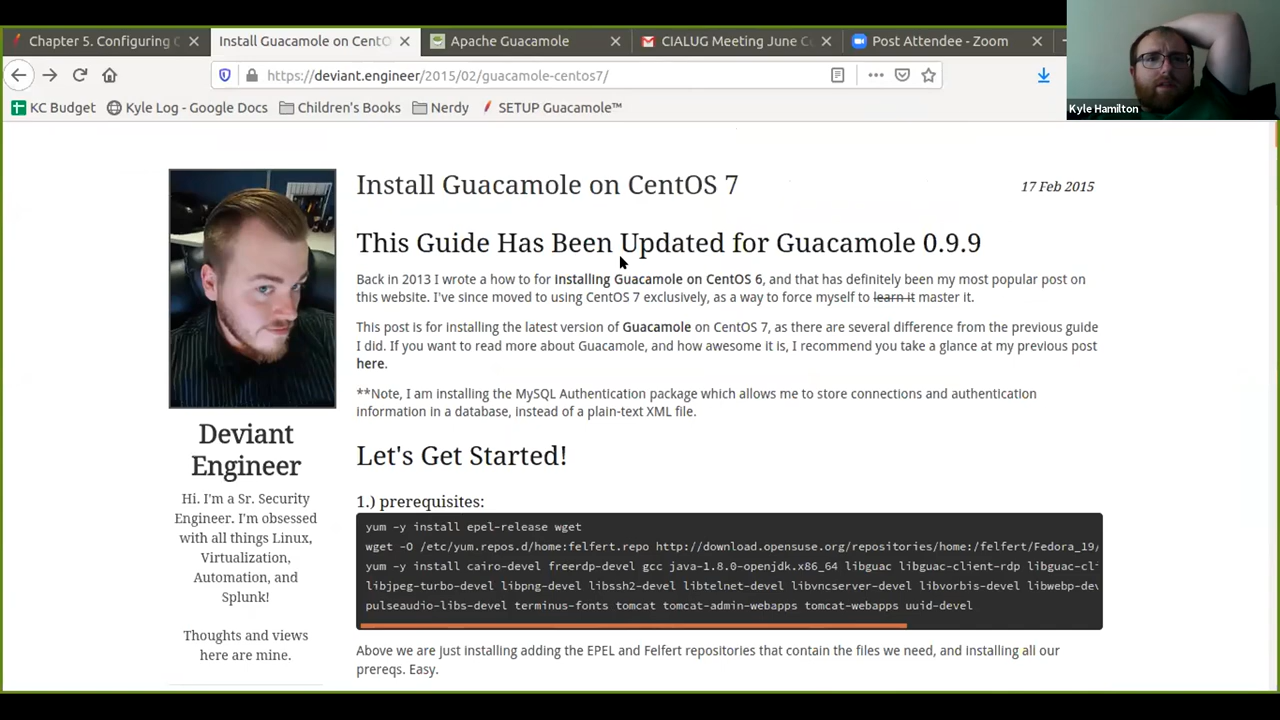 Chapter 5. Configuring
Install Guacamole on Cent
Apache Guacamole
CIALUG Meeting June
Post Attendee - Zoom
https://deviant.engineer/2015/02/guacamole-centos7/
KC Budget
Kyle Log - Google Docs
Children's Books
Nerdy
SETUP Guacamole™
Kyle Hamilton
Install Guacamole on CentOS 7
17 Feb 2015
This Guide Has Been Updated for Guacamole 0.9.9
Back in 2013 I wrote a how to for Installing Guacamole on CentOS 6, and that has definitely been my most popular post on
this website. I've since moved to using CentOS 7 exclusively, as a way to force myself to learn it master it.
This post is for installing the latest version of Guacamole on CentOS 7, as there are several difference from the previous guide
I did. If you want to read more about Guacamole, and how awesome it is, I recommend you take a glance at my previous post
here.
**Note, I am installing the MySQL Authentication package which allows me to store connections and authentication
information in a database, instead of a plain-text XML file.
Deviant
Engineer
Hi. I'm a Sr. Security
Engineer. I'm obsessed
with all things Linux,
Virtualization,
Automation, and
Splunk!
Thoughts and views
here are mine.
Let's Get Started!
1.) prerequisites:
yum -y install epel-release wget
wget -O /etc/yum.repos.d/home:felfert.repo http://download.opensuse.org/repositories/home:/felfert/Fedora_19/
yum -y install cairo-devel freerdp-devel gcc java-1.8.0-openjdk.x86_64 libguac libguac-client-rdp libguac-cl
libjpeg-turbo-devel libpng-devel libssh2-devel libtelnet-devel libvncserver-devel libvorbis-devel libwebp-dev
pulseaudio-libs-devel terminus-fonts tomcat tomcat-admin-webapps tomcat-webapps uuid-devel
Above we are just installing adding the EPEL and Felfert repositories that contain the files we need, and installing all our
prereqs. Easy.